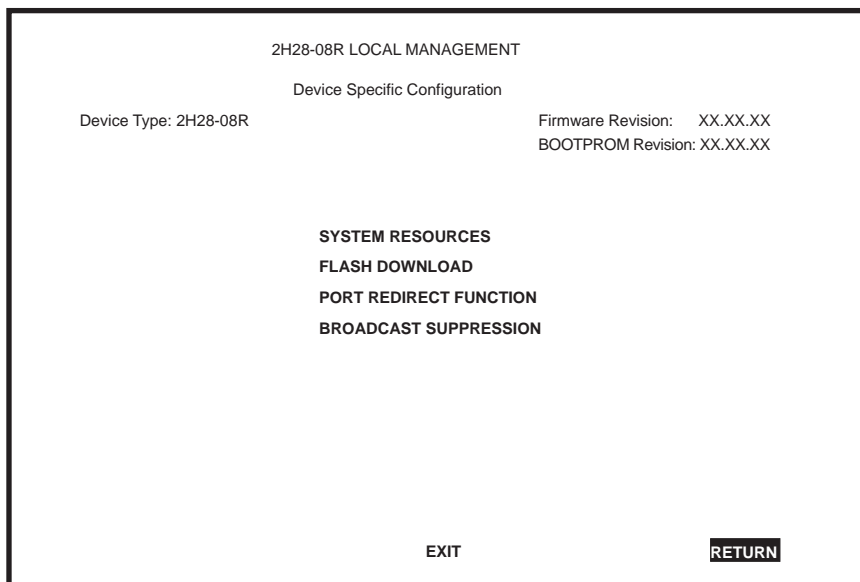 2H28-08R LOCAL MANAGEMENT
Device Specific Configuration
Device Type: 2H28-08R Firmware Revision: XX.XX.XX
BOOTPROM Revision: XX.XX.XX
SYSTEM RESOURCES
FLASH DOWNLOAD
PORT REDIRECT FUNCTION
BROADCAST SUPPRESSION
EXIT RETURN